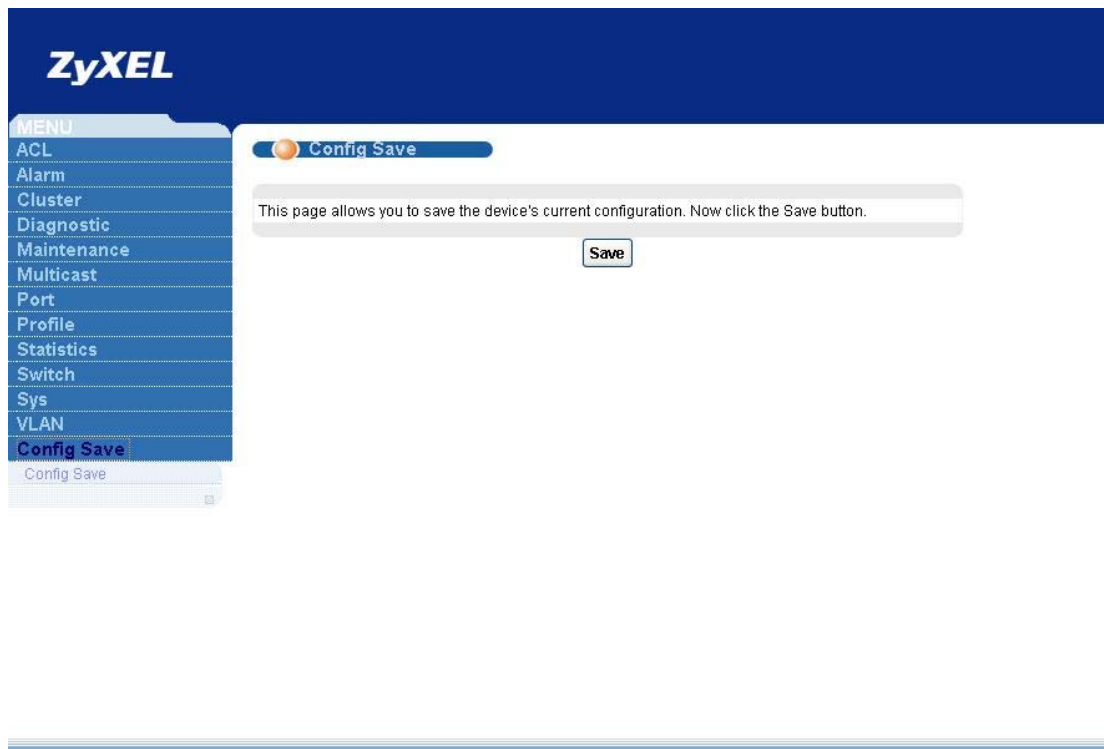 ZyXEL
MENU
ACL
Alarm
Cluster
Diagnostic
Maintenance
Multicast
Port
Profile
Statistics
Switch
Sys
VLAN
Config Save
Config Save
Config Save
This page allows you to save the device's current configuration. Now click the Save button.
Save